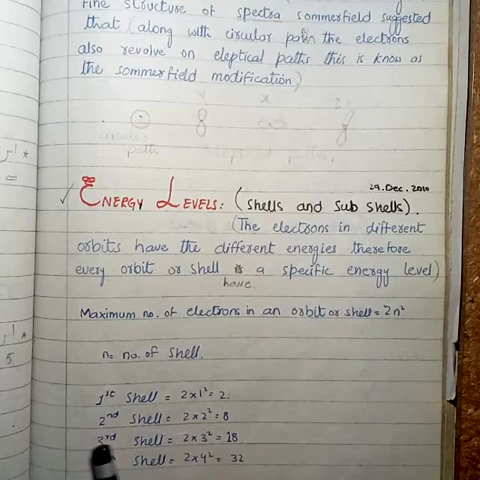 Fine structure of spectra sommerfield suggested
that (along with circular path the electrons
also revolve on eleptical paths this is know as
the sommerfield modification)
path
29. Dec. 2010
ENERGY LEVELS: (Shells and Sub Shells).
(The electrons in different
orbits have the different energies therefore
every orbit or shell a specific energy level)
have.
Maximum no. of electrons in an orbit or shell = 2n²
n = no. of shell.
1st shell = 2×1² = 2.
2nd shell = 2×2² = 8
3rd shell = 2×3² = 18
shell = 2×4² = 32
5